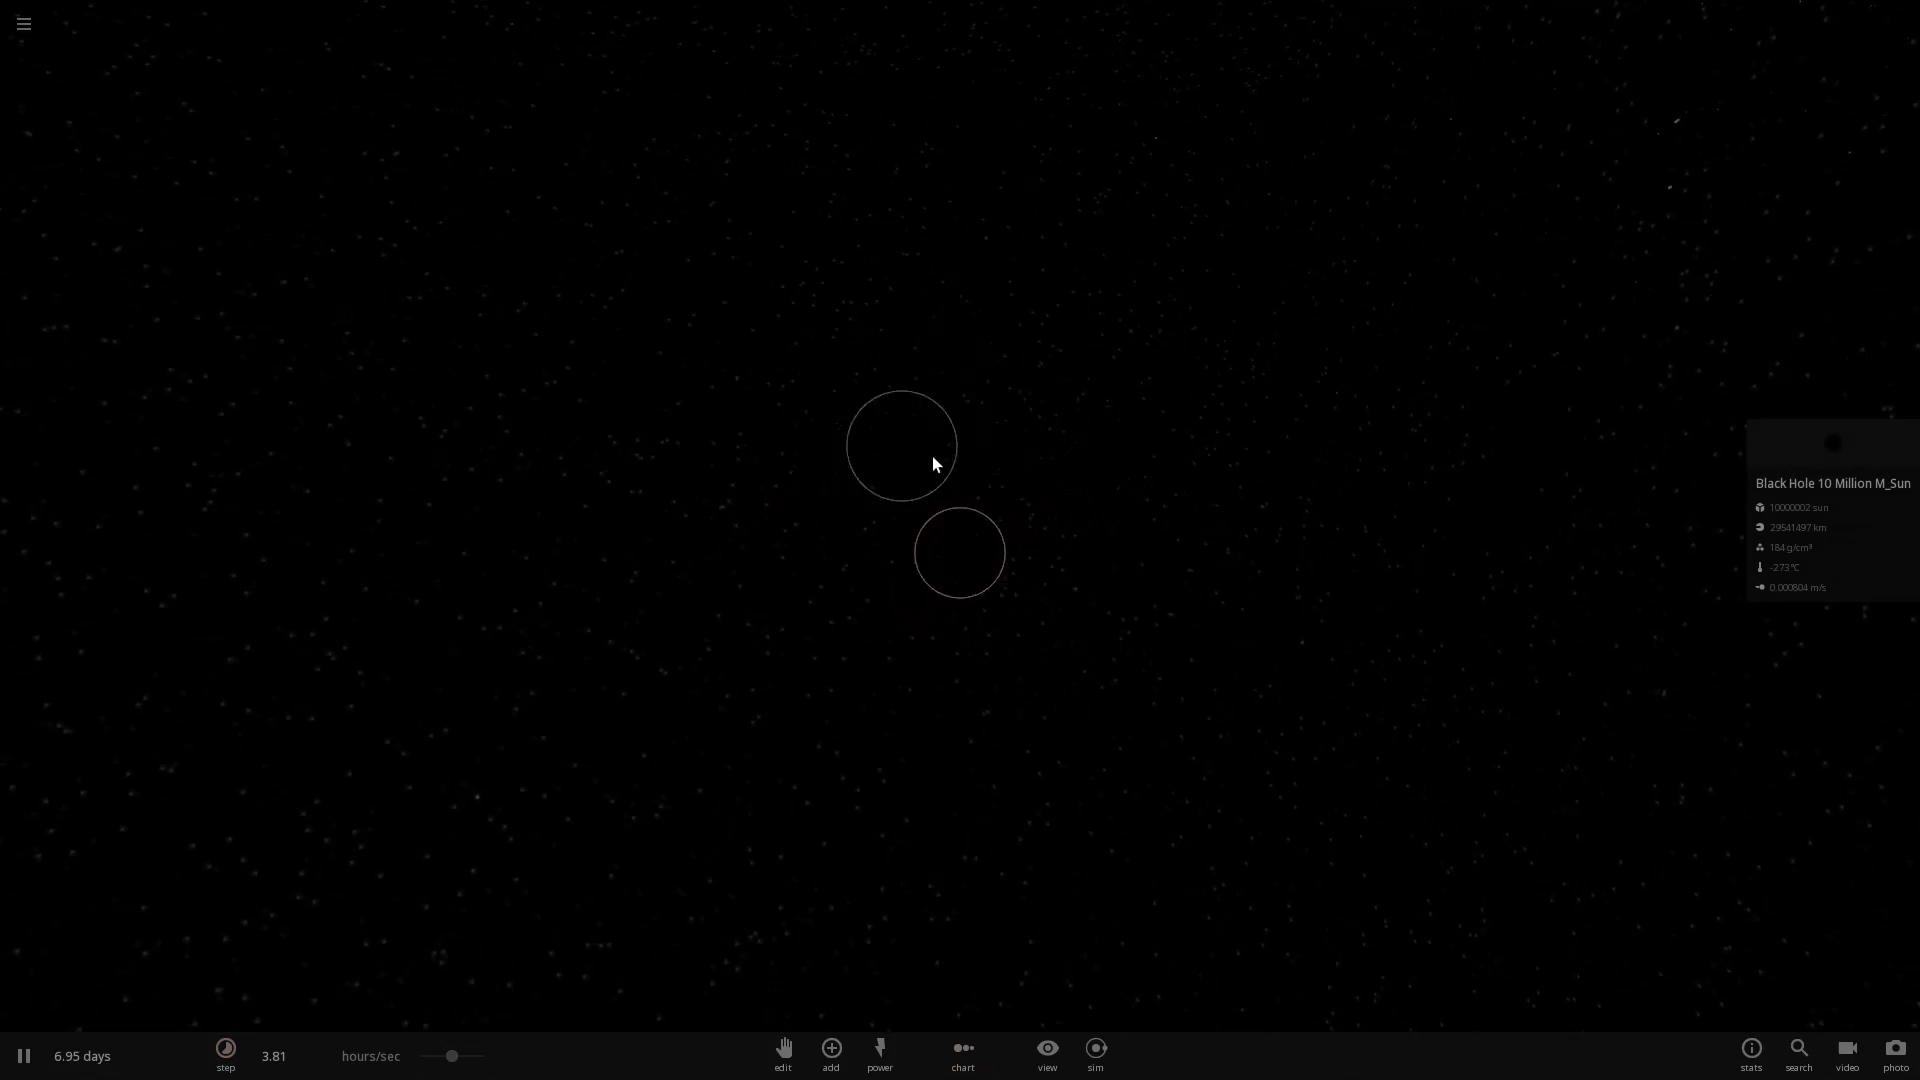 Black Hole 10 Million M_Sun
10000002 sun
29541497 km
184 g/cm³
-273°C
0.000804 m/s
6.95 days
step
3.81
hours/sec
edit
add
power
chart
view
sim
stats
search
video
photo